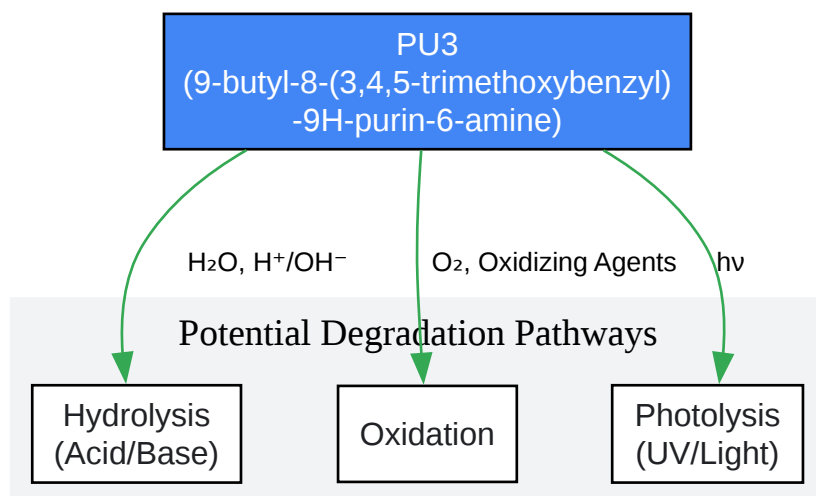 PU3
(9-butyl-8-(3,4,5-trimethoxybenzyl)
-9H-purin-6-amine)
H₂O, H⁺/OH⁻
O₂, Oxidizing Agents
hν
Potential Degradation Pathways
Hydrolysis
(Acid/Base)
Oxidation
Photolysis
(UV/Light)